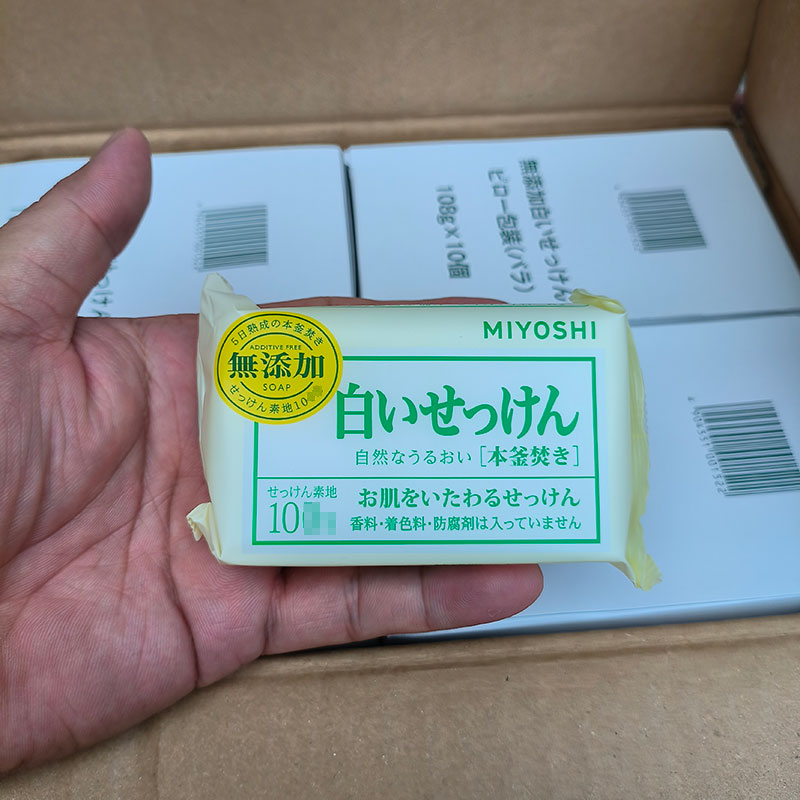 MIYOSHI
5日熟成の本釜焚き
ADDITIVE FREE
無添加
SOAP
せっけん素地10
白いせっけん
自然なうるおい[本釜焚き]
せっけん素地
10
お肌をいたわるせっけん
香料・着色料・防腐剤は入っていません
無添加白いせっけん
ピロー包装(バラ)
108g×10個